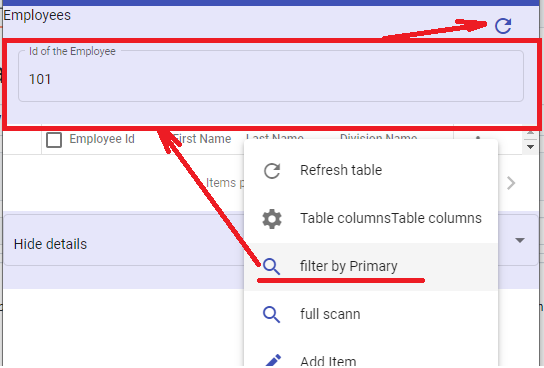 Employees
Id of the Employee
101
Employee Id First Name Last Name Division Name
Items p
Refresh table
Table columnsTable columns
Hide details
filter by Primary
full scann
Add Item